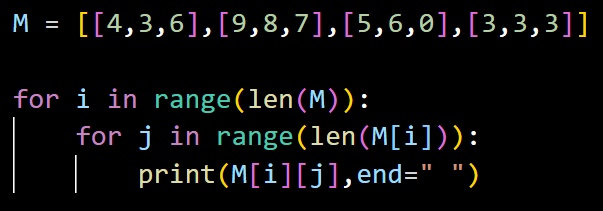 M = [[4,3,6],[9,8,7],[5,6,0],[3,3,3]]
for i in range(len(M)):
    for j in range(len(M[i])):
        print(M[i][j],end=" ")